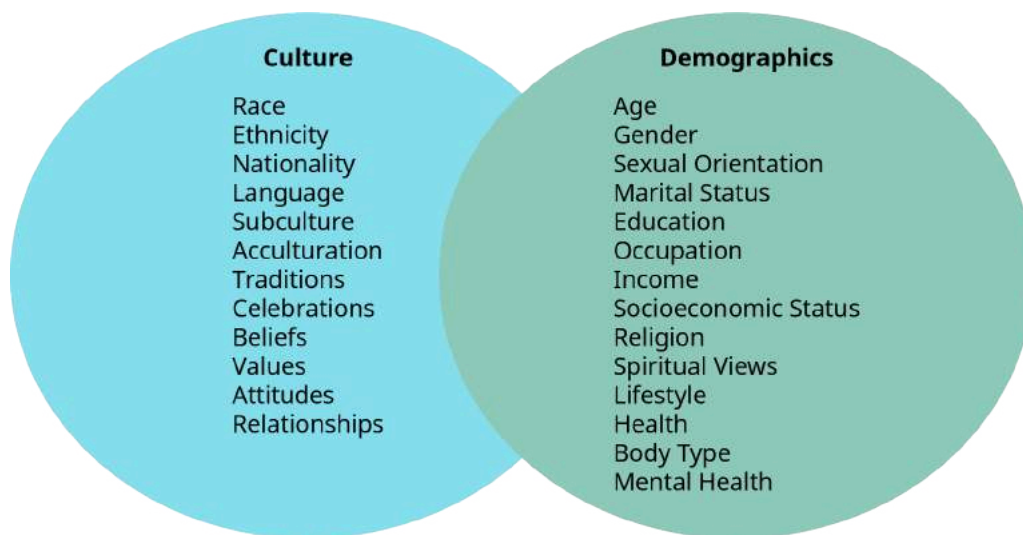 Culture
Race
Ethnicity
Nationality
Language
Subculture
Acculturation
Traditions
Celebrations
Beliefs
Values
Attitudes
Relationships
Demographics
Age
Gender
Sexual Orientation
Marital Status
Education
Occupation
Income
Socioeconomic Status
Religion
Spiritual Views
Lifestyle
Health
Body Type
Mental Health